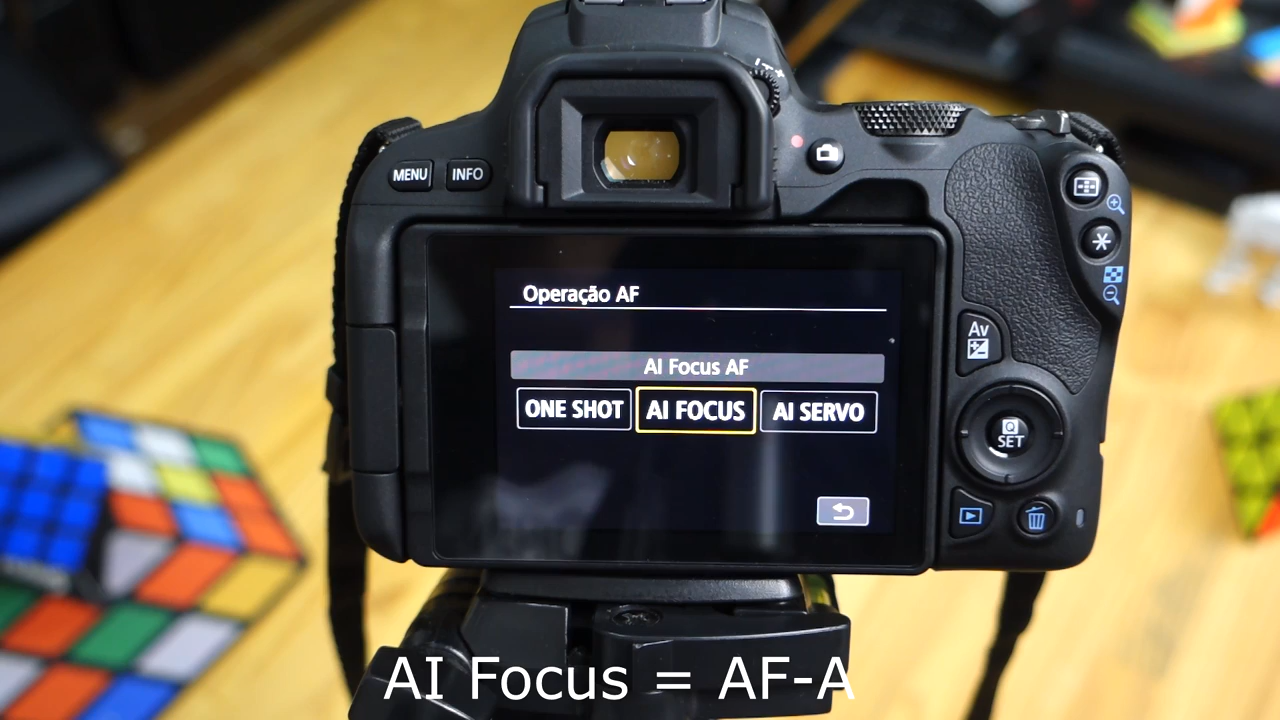 MENU
INFO
Operação AF
AI Focus AF
ONE SHOT
AI FOCUS
AI SERVO
Av
Q
SET
AI Focus = AF-A